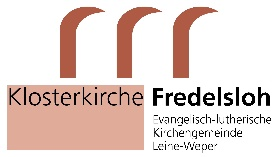 Klosterkirche Fredelsloh
Evangelisch-lutherische
Kirchengemeinde
Leine-Weper